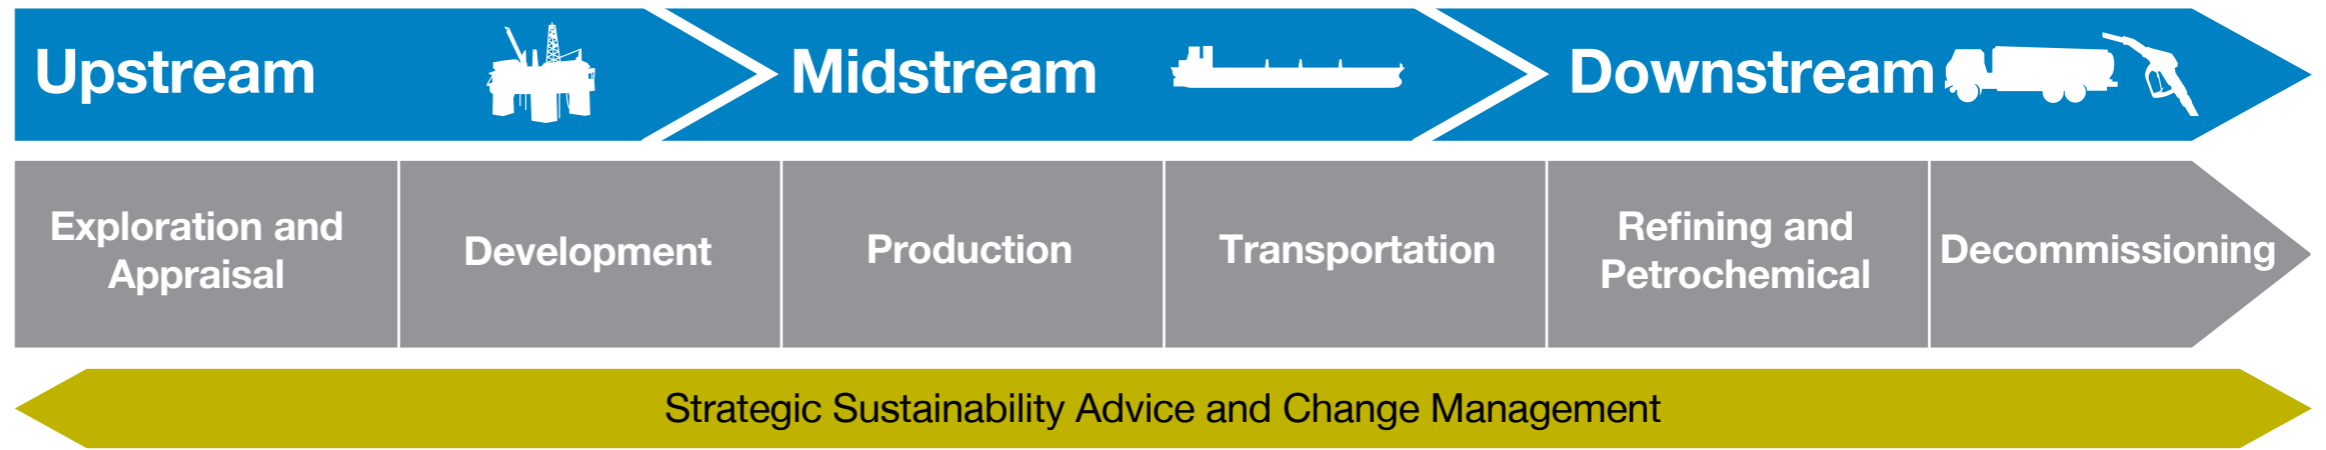 Upstream
Midstream
Downstream
Exploration and
Appraisal
Development
Production
Transportation
Refining and
Petrochemical
Decommissioning
Strategic Sustainability Advice and Change Management